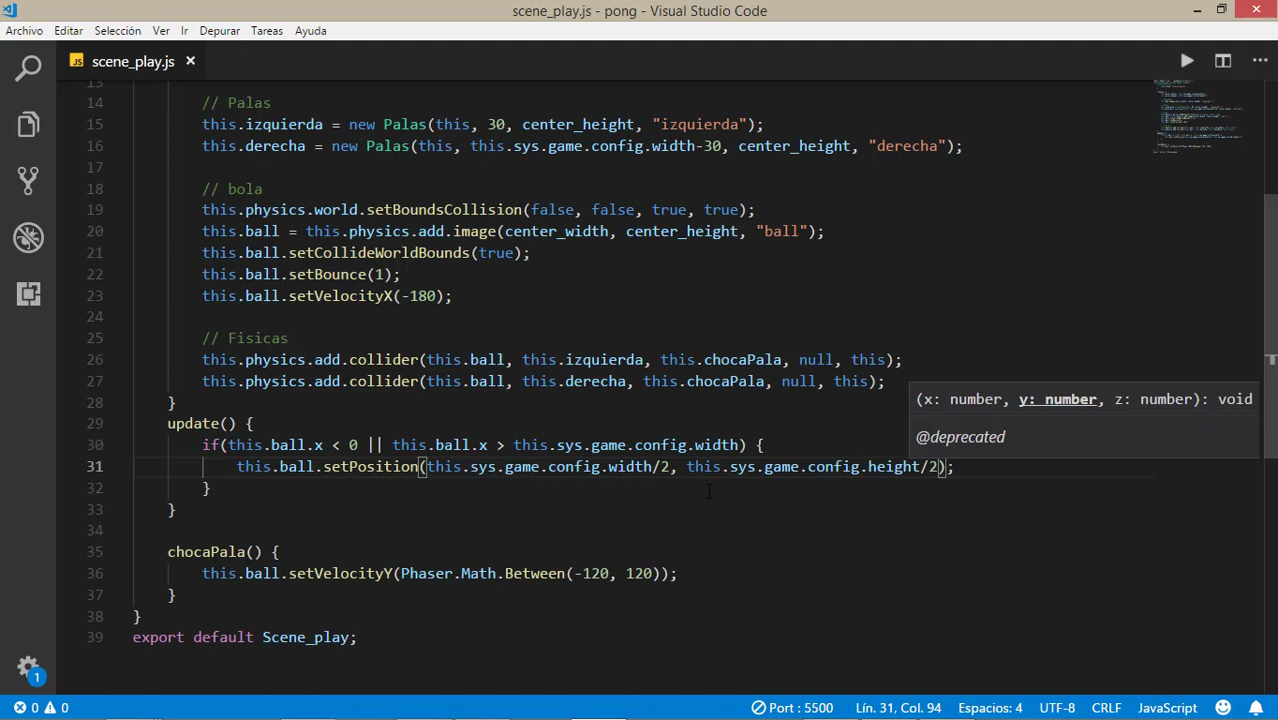 scene_play.js - pong - Visual Studio Code
Archivo Editar Selección Ver Ir Depurar Tareas Ayuda
JS scene_play.js
13
14 // Palas
15 this.izquierda = new Palas(this, 30, center_height, "izquierda");
16 this.derecha = new Palas(this, this.sys.game.config.width-30, center_height, "derecha");
17
18 // bola
19 this.physics.world.setBoundsCollision(false, false, true, true);
20 this.ball = this.physics.add.image(center_width, center_height, "ball");
21 this.ball.setCollideWorldBounds(true);
22 this.ball.setBounce(1);
23 this.ball.setVelocityX(-180);
24
25 // Fisicas
26 this.physics.add.collider(this.ball, this.izquierda, this.chocaPala, null, this);
27 this.physics.add.collider(this.ball, this.derecha, this.chocaPala, null, this);
28 }
(x: number, y: number, z: number): void
@deprecated
29 update() {
30 if(this.ball.x < 0 || this.ball.x > this.sys.game.config.width) {
31 this.ball.setPosition(this.sys.game.config.width/2, this.sys.game.config.height/2);
32 }
33 }
34
35 chocaPala() {
36 this.ball.setVelocityY(Phaser.Math.Between(-120, 120));
37 }
38 }
39 export default Scene_play;
1
0 0 Port : 5500 Lín. 31, Col. 94 Espacios: 4 UTF-8 CRLF JavaScript